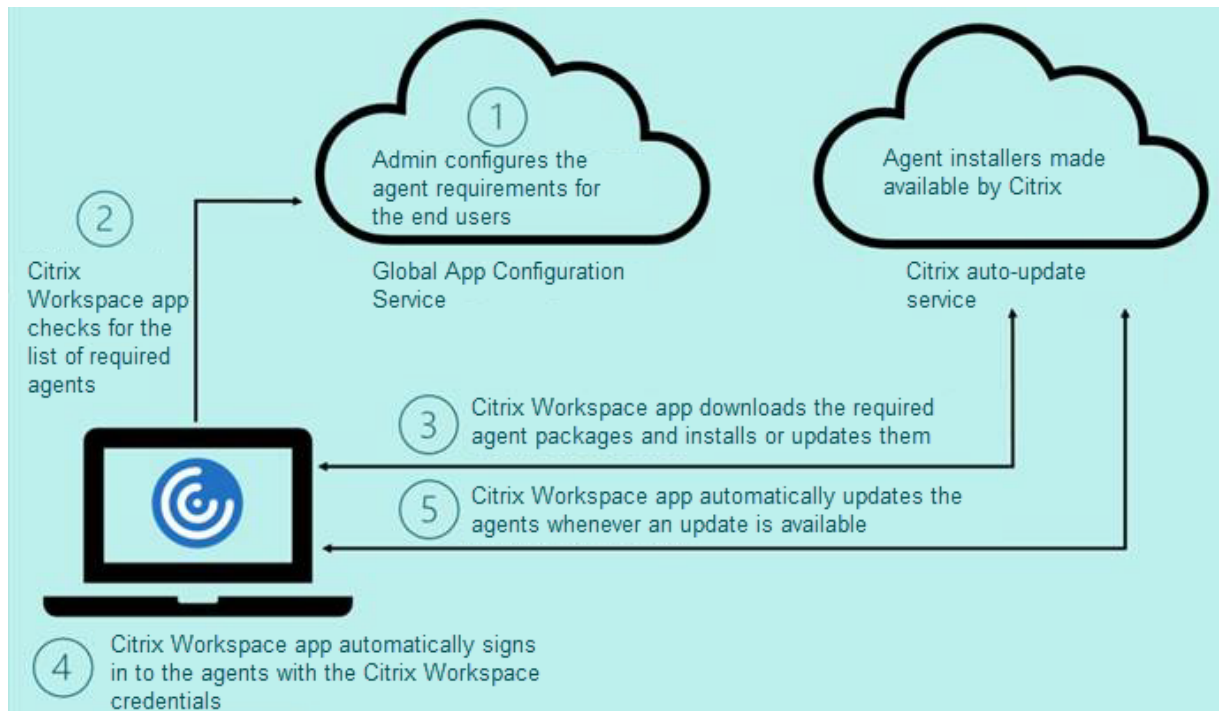 1
Admin configures the
agent requirements for
the end users
Global App Configuration
Service
Agent installers made
available by Citrix
Citrix auto-update
service
2
Citrix
Workspace app
checks for the
list of required
agents
3
Citrix Workspace app downloads the required
agent packages and installs or updates them
5
Citrix Workspace app automatically updates the
agents whenever an update is available
4
Citrix Workspace app automatically signs
in to the agents with the Citrix Workspace
credentials